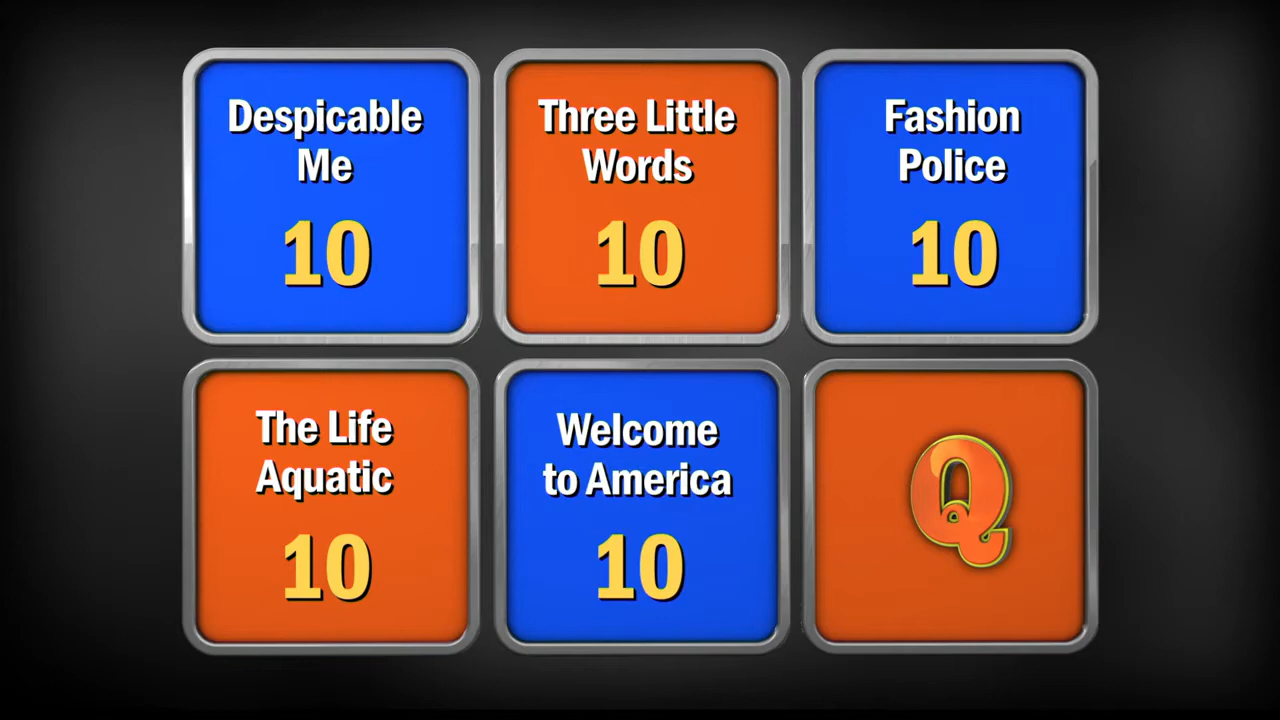 Despicable
Me
10
Three Little
Words
10
Fashion
Police
10
The Life
Aquatic
10
Welcome
to America
10
Q